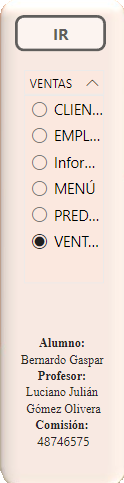 IR
VENTAS
CLIEN...
EMPL...
Infor...
MENÚ
PRED...
VENT...
Alumno:
Bernardo Gaspar
Profesor:
Luciano Julián
Gómez Olivera
Comisión:
48746575